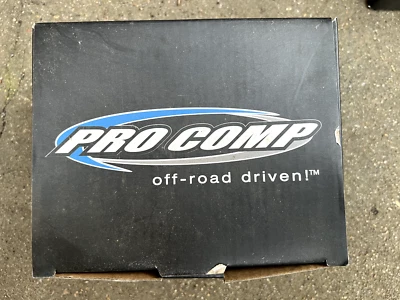 PRO COMP
off-road driven!™